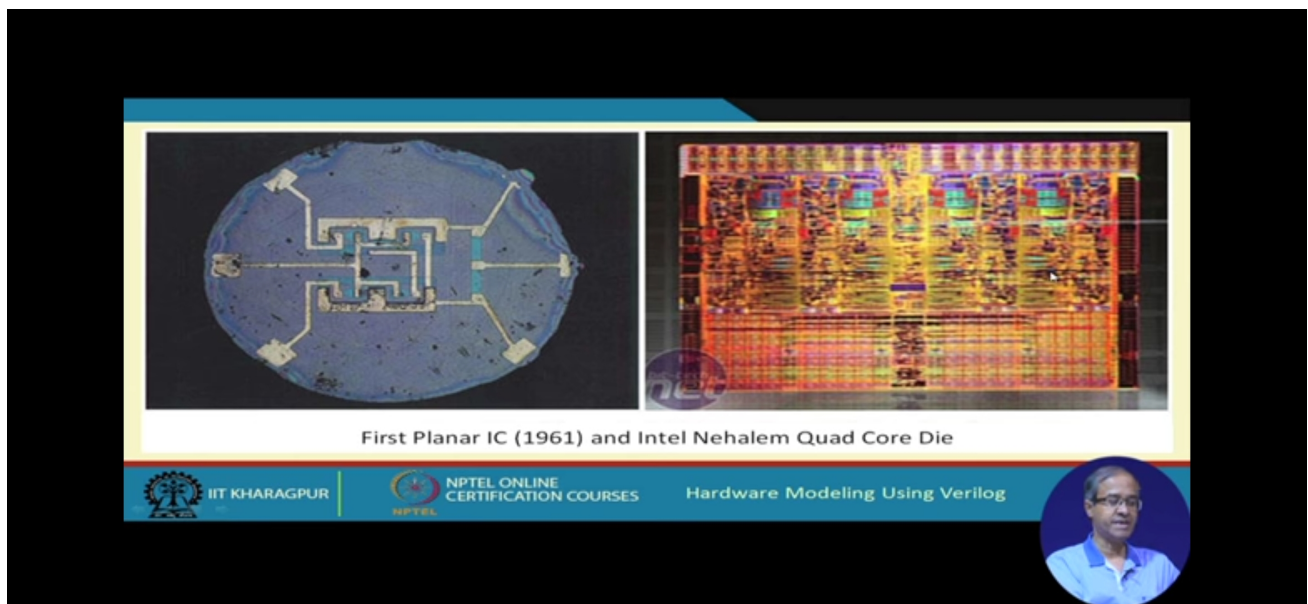 First Planar IC (1961) and Intel Nehalem Quad Core Die
IIT KHARAGPUR
NPTEL
NPTEL ONLINE
CERTIFICATION COURSES
Hardware Modeling Using Verilog
net